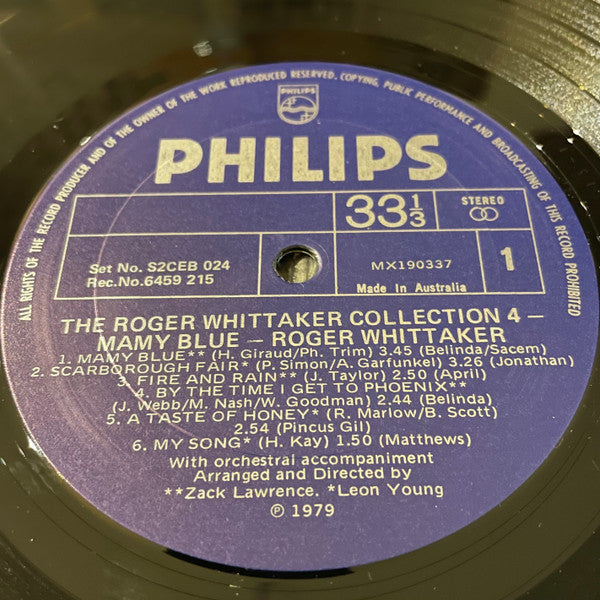 ALL RIGHTS OF THE RECORD PRODUCER AND OF THE OWNER OF THE WORK REPRODUCED RESERVED. COPYING, PUBLIC PERFORMANCE AND BROADCASTING OF THIS RECORD PROHIBITED
PHILIPS
PHILIPS
33⅓
STEREO
Set No. S2CEB 024
Rec.No.6459 215
MX190337
Made In Australia
1
THE ROGER WHITTAKER COLLECTION 4 –
MAMY BLUE – ROGER WHITTAKER
1. MAMY BLUE** (H. Giraud/Ph. Trim) 3.45 (Belinda/Sacem)
2. SCARBOROUGH FAIR* (P. Simon/A. Garfunkel) 3.26 (Jonathan)
3. FIRE AND RAIN** (J. Taylor) 2.50 (April)
4. BY THE TIME I GET TO PHOENIX**
(J. Webb/M. Nash/W. Goodman) 2.44 (Belinda)
5. A TASTE OF HONEY* (R. Marlow/B. Scott)
2.54 (Pincus Gil)
6. MY SONG* (H. Kay) 1.50 (Matthews)
With orchestral accompaniment
Arranged and Directed by
**Zack Lawrence. *Leon Young
℗ 1979